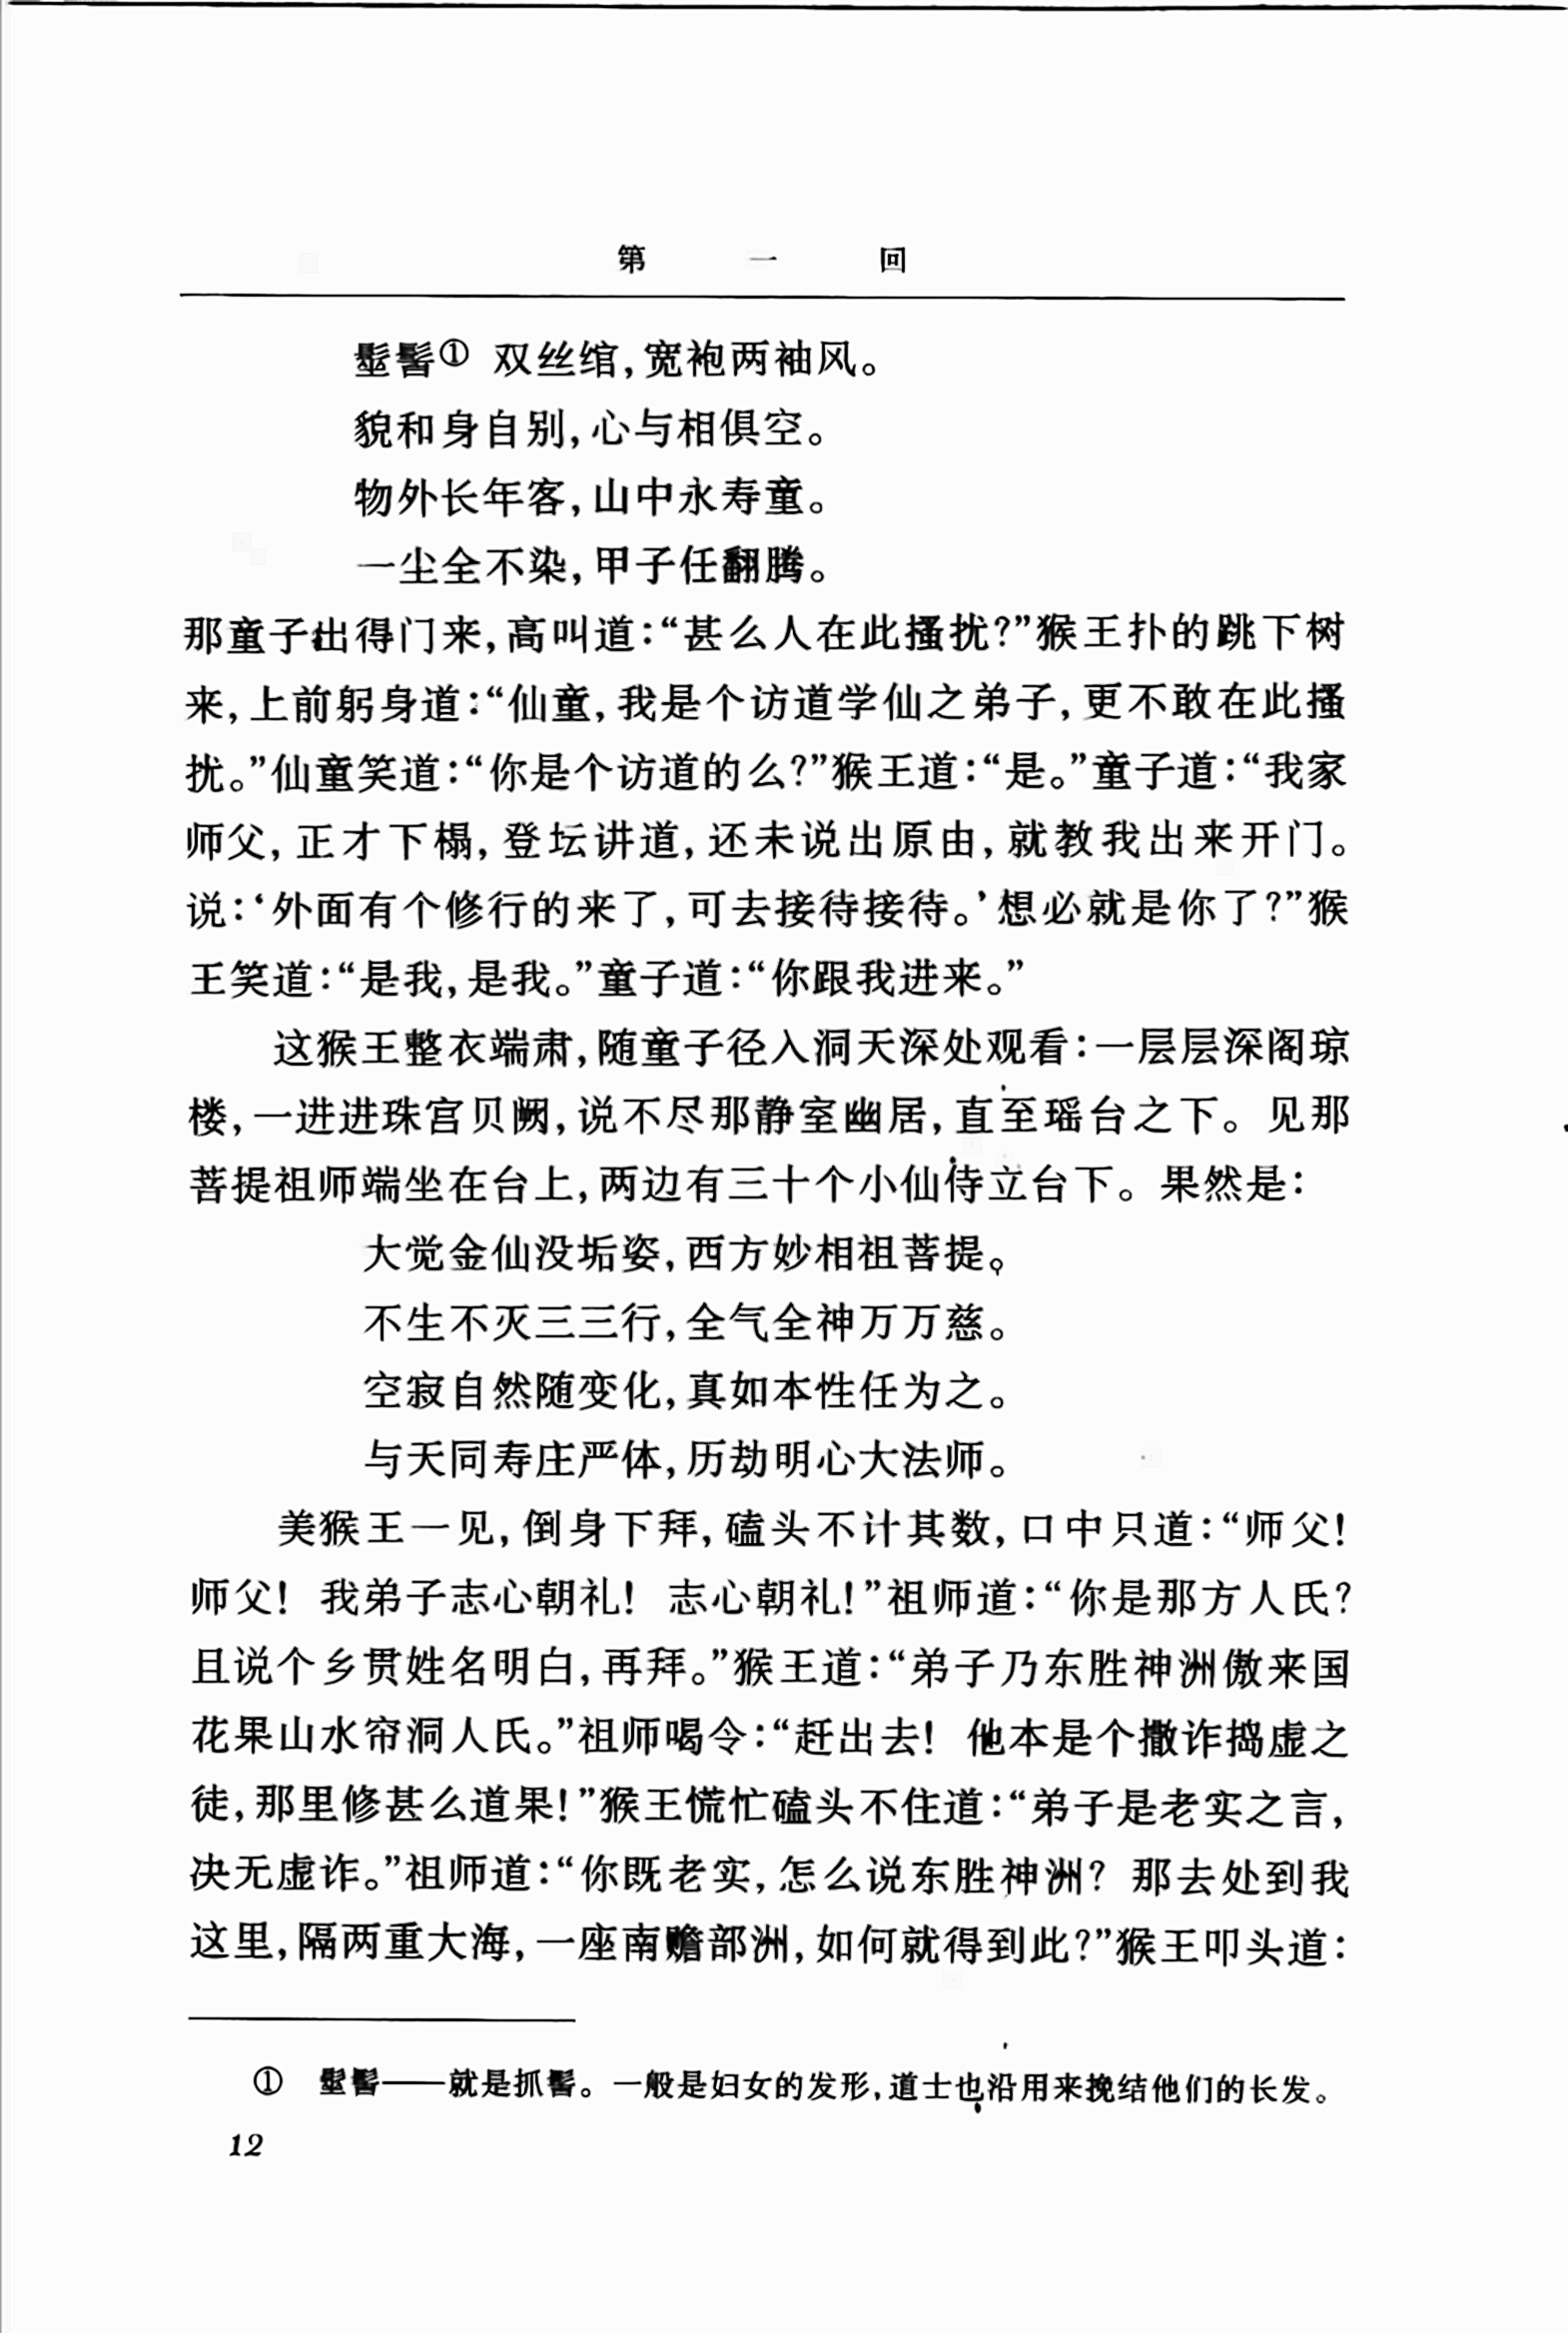 第一回
髽髻① 双丝绾，宽袍两袖风。
貌和身自别，心与相俱空。
物外长年客，山中永寿童。
一尘全不染，甲子任翻腾。
那童子出得门来，高叫道：“甚么人在此搔扰？”猴王扑的跳下树
来，上前躬身道：“仙童，我是个访道学仙之弟子，更不敢在此搔
扰。”仙童笑道：“你是个访道的么？”猴王道：“是。”童子道：“我家
师父，正才下榻，登坛讲道，还未说出原由，就教我出来开门。
说：‘外面有个修行的来了，可去接待接待。’想必就是你了？”猴
王笑道：“是我，是我。”童子道：“你跟我进来。”
这猴王整衣端肃，随童子径入洞天深处观看：一层层深阁琼
楼，一进进珠宫贝阙，说不尽那静室幽居，直至瑶台之下。见那
菩提祖师端坐在台上，两边有三十个小仙侍立台下。果然是：
大觉金仙没垢姿，西方妙相祖菩提。
不生不灭三三行，全气全神万万慈。
空寂自然随变化，真如本性任为之。
与天同寿庄严体，历劫明心大法师。
美猴王一见，倒身下拜，磕头不计其数，口中只道：“师父！
师父！我弟子志心朝礼！志心朝礼！”祖师道：“你是那方人氏？
且说个乡贯姓名明白，再拜。”猴王道：“弟子乃东胜神洲傲来国
花果山水帘洞人氏。”祖师喝令：“赶出去！他本是个撒诈捣虚之
徒，那里修甚么道果！”猴王慌忙磕头不住道：“弟子是老实之言，
决无虚诈。”祖师道：“你既老实，怎么说东胜神洲？那去处到我
这里，隔两重大海，一座南赡部洲，如何就得到此？”猴王叩头道：
① 髽髻——就是抓髻。一般是妇女的发形，道士也沿用来挽结他们的长发。
12